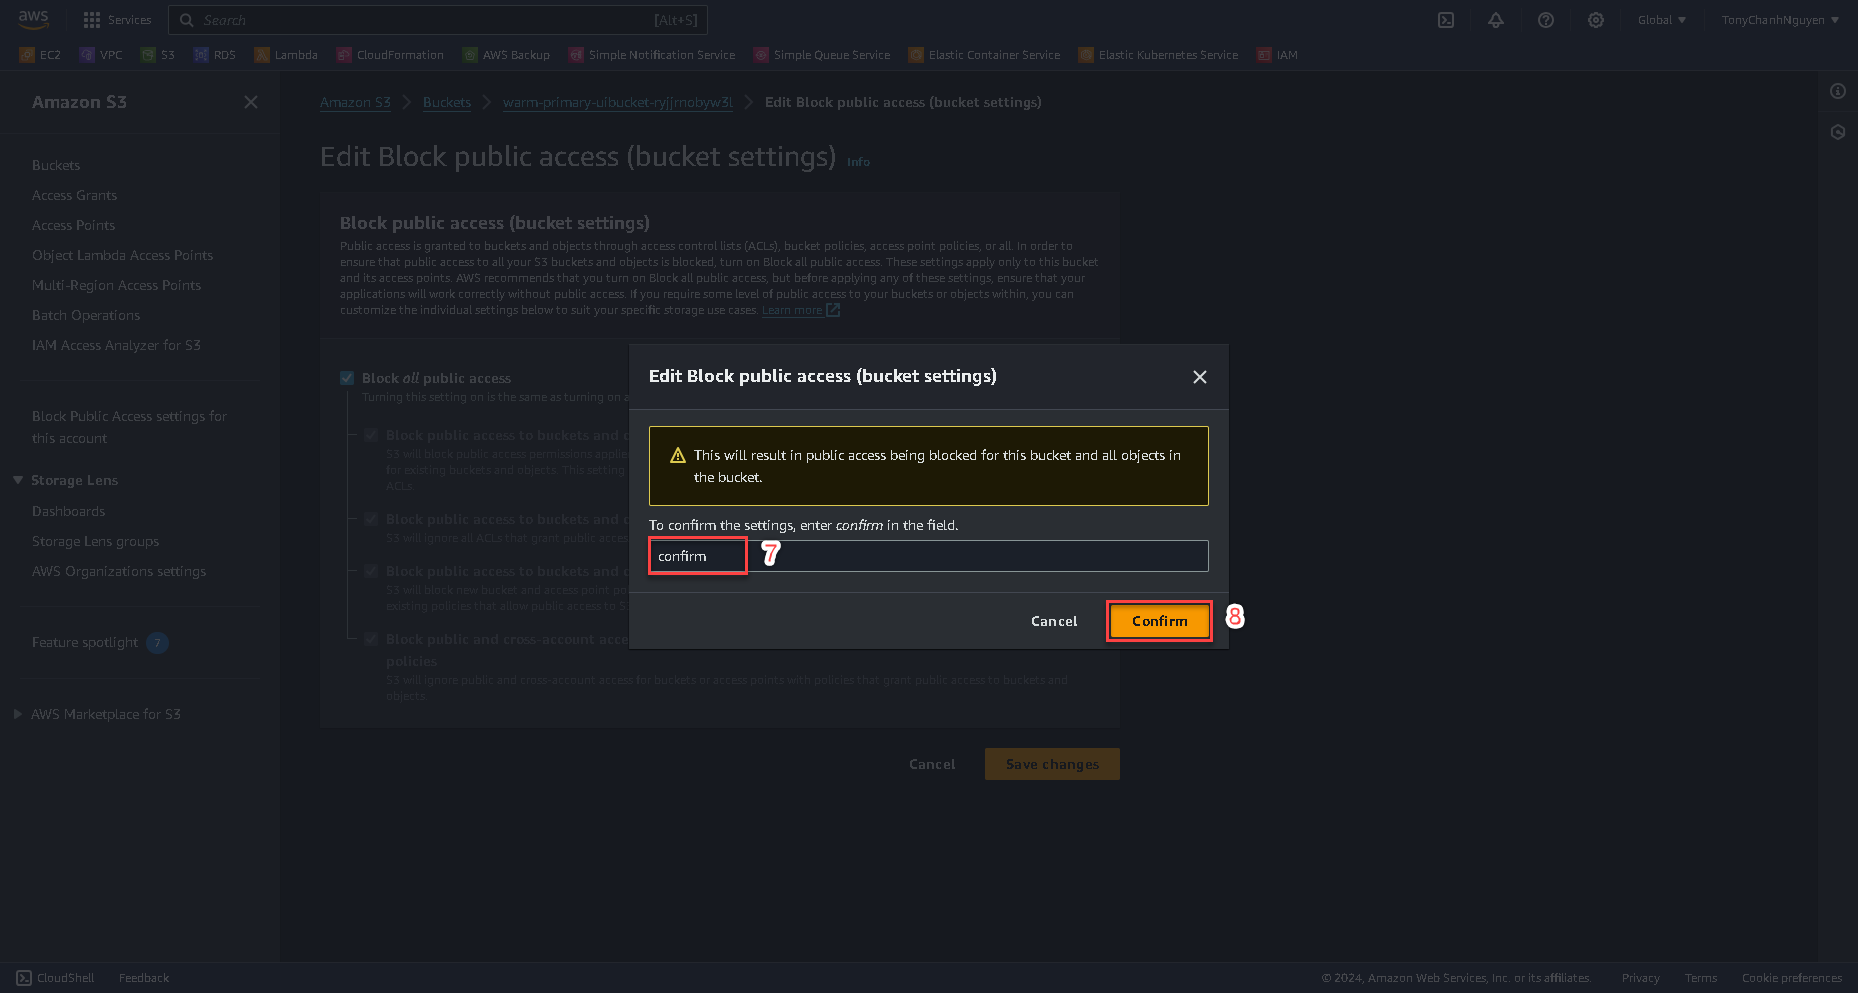 aws
Services
Search
[Alt+S]
Global
TonyChanhNguyen
EC2
VPC
S3
RDS
Lambda
CloudFormation
AWS Backup
Simple Notification Service
Simple Queue Service
Elastic Container Service
Elastic Kubernetes Service
IAM
Amazon S3
Buckets
Access Grants
Access Points
Object Lambda Access Points
Multi-Region Access Points
Batch Operations
IAM Access Analyzer for S3
Block Public Access settings for
this account
Storage Lens
Dashboards
Storage Lens groups
AWS Organizations settings
Feature spotlight 7
AWS Marketplace for S3
Amazon S3 > Buckets > warm-primary-uibucket-ryjjrnobyw3l > Edit Block public access (bucket settings)
Edit Block public access (bucket settings) Info
Block public access (bucket settings)
Public access is granted to buckets and objects through access control lists (ACLs), bucket policies, access point policies, or all. In order to
ensure that public access to all your S3 buckets and objects is blocked, turn on Block all public access. These settings apply only to this bucket
and its access points. AWS recommends that you turn on Block all public access, but before applying any of these settings, ensure that your
applications will work correctly without public access. If you require some level of public access to your buckets or objects within, you can
customize the individual settings below to suit your specific storage use cases. Learn more
Block all public access
Turning this setting on is the same as turning on a
Block public access to buckets and
S3 will block public access permissions applie
for existing buckets and objects. This setting
ACLs.
Block public access to buckets and
S3 will ignore all ACLs that grant public acces
Block public access to buckets and
S3 will block new bucket and access point po
existing policies that allow public access to S
Block public and cross-account acce
policies
S3 will ignore public and cross-account access for buckets or access points with policies that grant public access to buckets and
objects.
Cancel
Save changes
Edit Block public access (bucket settings)
This will result in public access being blocked for this bucket and all objects in
the bucket.
To confirm the settings, enter confirm in the field.
confirm
7
Cancel
Confirm
8
CloudShell
Feedback
© 2024, Amazon Web Services, Inc. or its affiliates.
Privacy
Terms
Cookie preferences